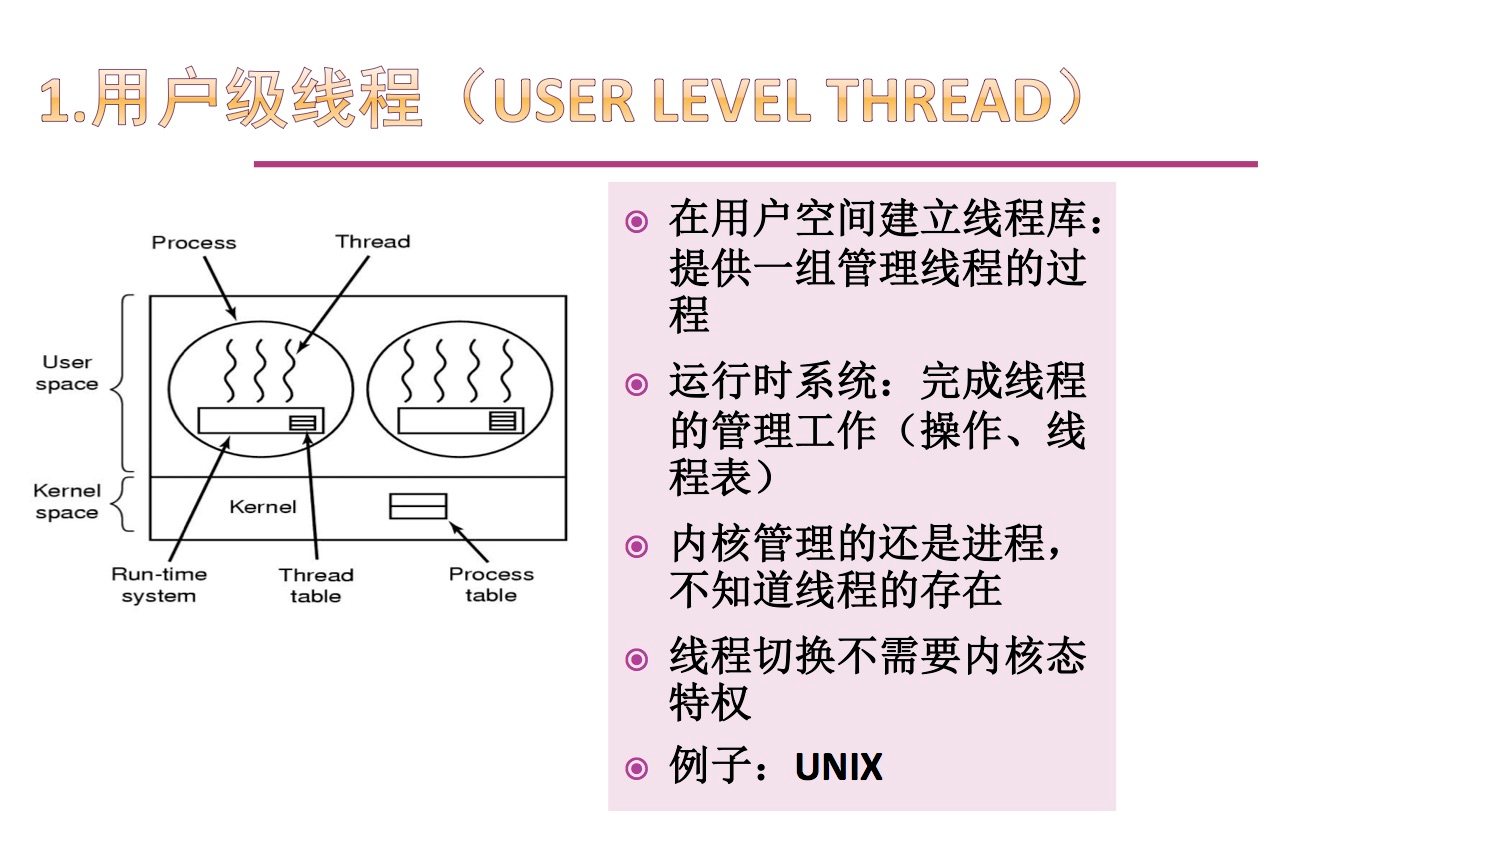 1.用户级线程（USER LEVEL THREAD）
Process
Thread
User
space
Kernel
space
Kernel
Run-time
system
Thread
table
Process
table
在用户空间建立线程库：
提供一组管理线程的过
程
运行时系统：完成线程
的管理工作（操作、线
程表）
内核管理的还是进程，
不知道线程的存在
线程切换不需要内核态
特权
例子：UNIX